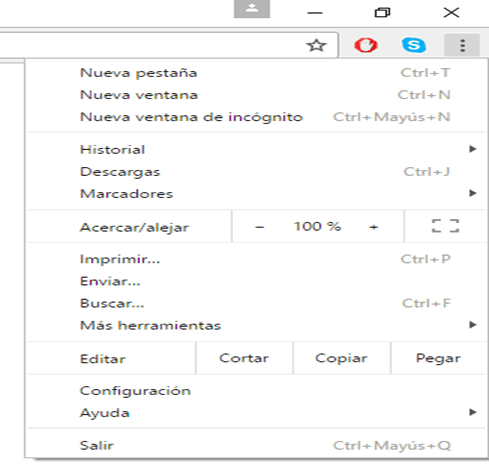 Nueva pestaña Ctrl+T
Nueva ventana Ctrl+N
Nueva ventana de incógnito Ctrl+Mayús+N
Historial
Descargas Ctrl+J
Marcadores
Acercar/alejar − 100 % +
Imprimir... Ctrl+P
Enviar...
Buscar... Ctrl+F
Más herramientas
Editar Cortar Copiar Pegar
Configuración
Ayuda
Salir Ctrl+Mayús+Q